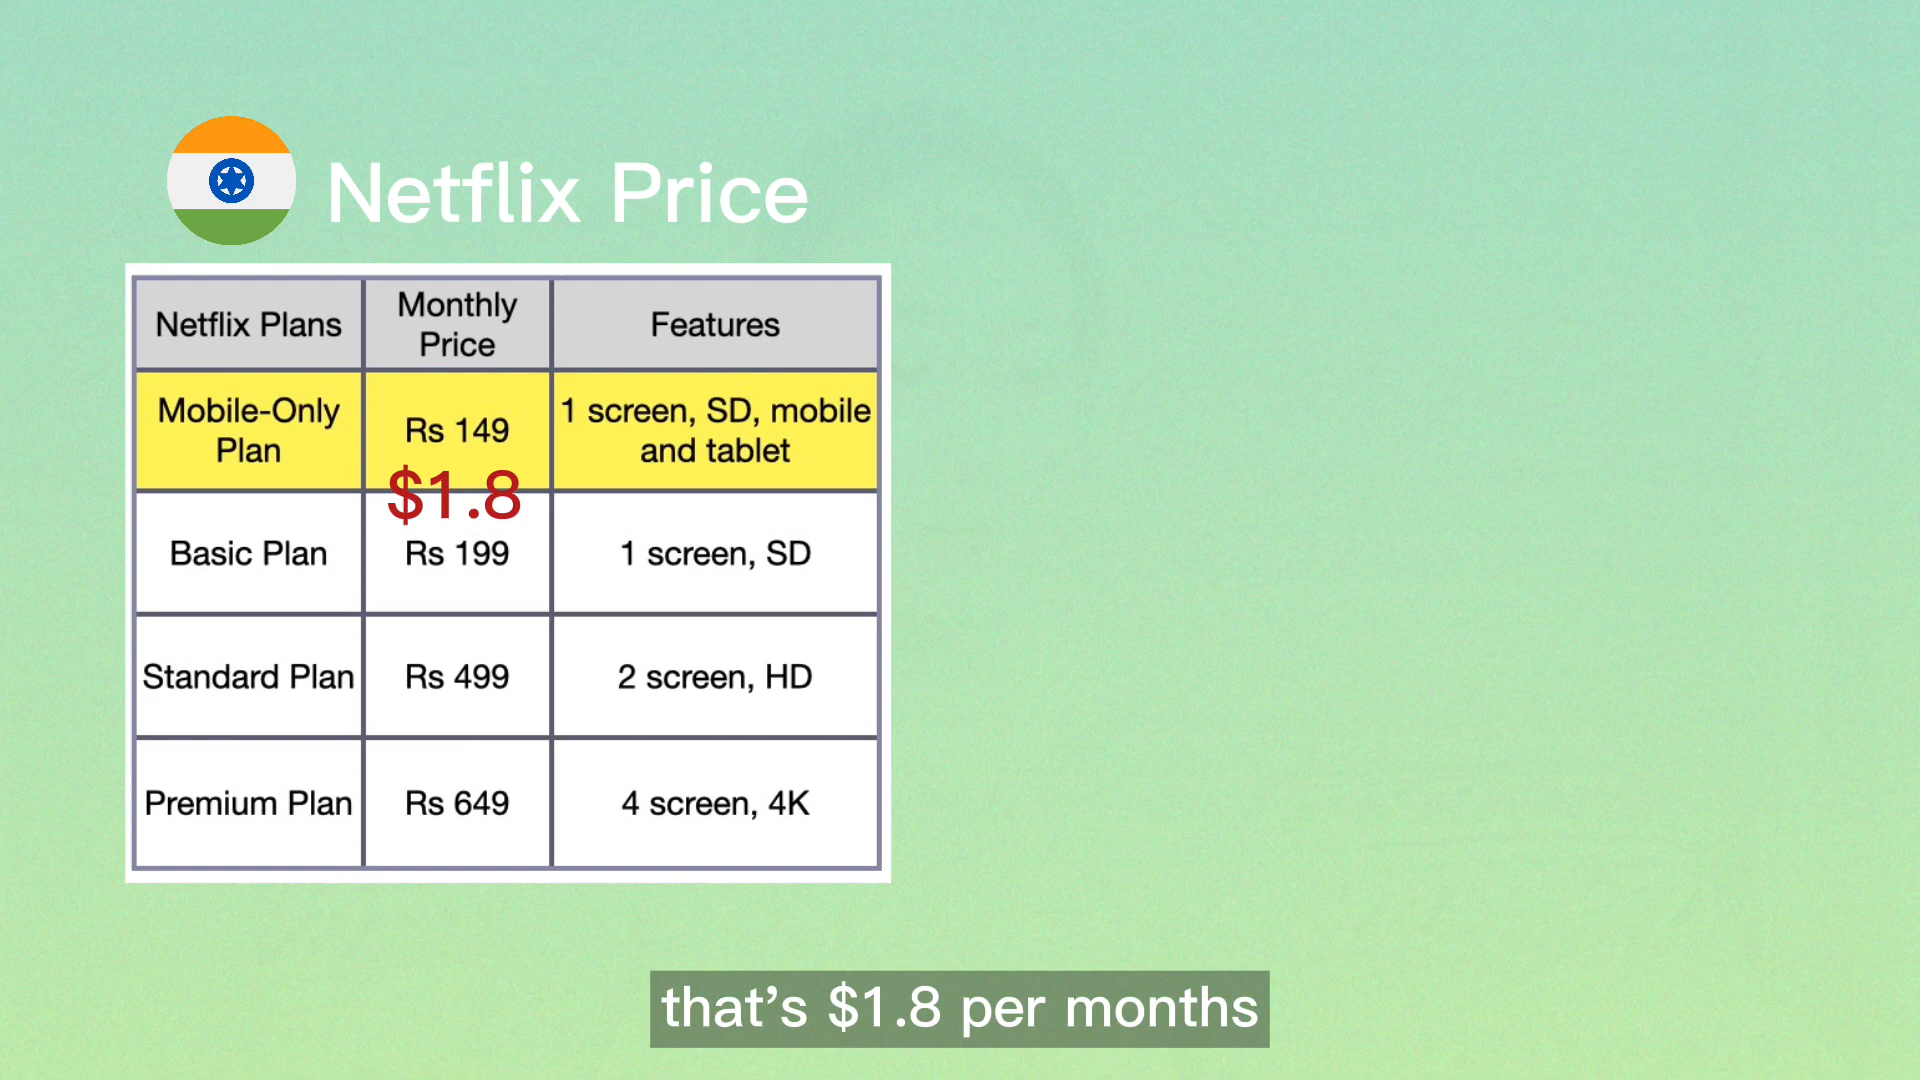 Netflix Price
Netflix Plans
Monthly
Price
Features
Mobile-Only
Plan
Rs 149
1 screen, SD, mobile
and tablet
$1.8
Basic Plan
Rs 199
1 screen, SD
Standard Plan
Rs 499
2 screen, HD
Premium Plan
Rs 649
4 screen, 4K
that’s $1.8 per months